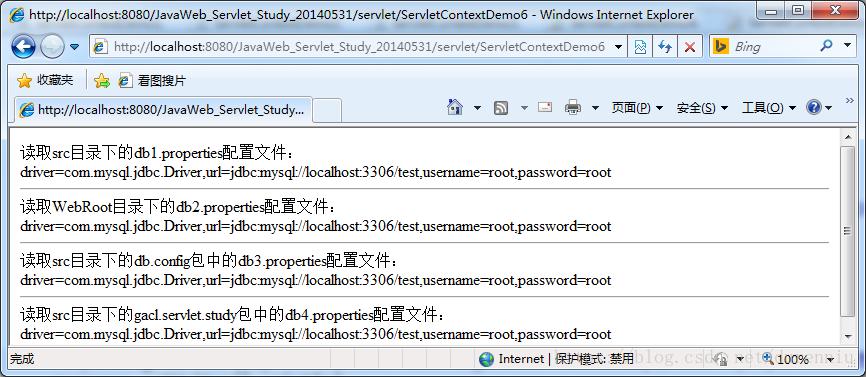 http://localhost:8080/JavaWeb_Servlet_Study_20140531/servlet/ServletContextDemo6 - Windows Internet Explorer
http://localhost:8080/JavaWeb_Servlet_Study_20140531/servlet/ServletContextDemo6
Bing
收藏夹 看图搜片
http://localhost:8080/JavaWeb_Servlet_Study... 页面(P) 安全(S) 工具(O)
读取src目录下的db1.properties配置文件：
driver=com.mysql.jdbc.Driver,url=jdbc:mysql://localhost:3306/test,username=root,password=root
读取WebRoot目录下的db2.properties配置文件：
driver=com.mysql.jdbc.Driver,url=jdbc:mysql://localhost:3306/test,username=root,password=root
读取src目录下的db.config包中的db3.properties配置文件：
driver=com.mysql.jdbc.Driver,url=jdbc:mysql://localhost:3306/test,username=root,password=root
读取src目录下的gacl.servlet.study包中的db4.properties配置文件：
driver=com.mysql.jdbc.Driver,url=jdbc:mysql://localhost:3306/test,username=root,password=root
完成 Internet | 保护模式: 禁用 100%